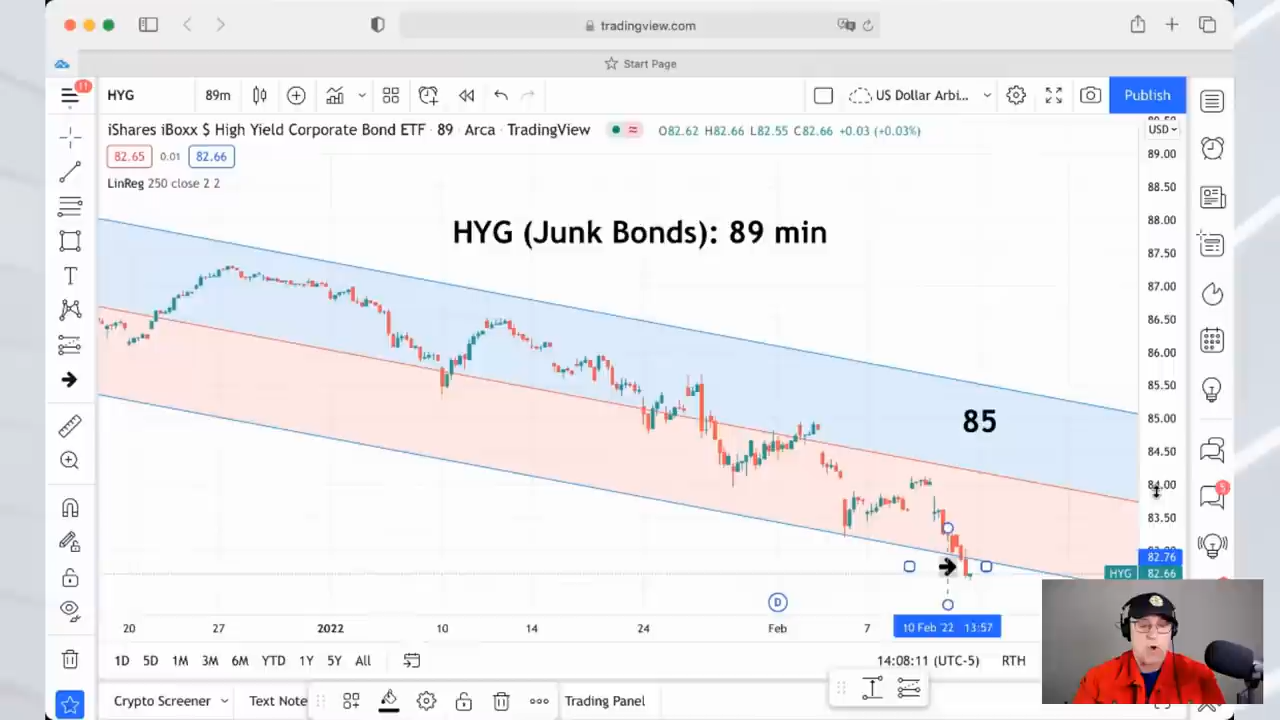 tradingview.com
Start Page
11
HYG
89m
US Dollar Arbi...
Publish
iShares iBoxx $ High Yield Corporate Bond ETF · 89 · Arca · TradingView
O82.62 H82.66 L82.55 C82.66 +0.03 (+0.03%)
USD
82.65 0.01 82.66
LinReg 250 close 2 2
HYG (Junk Bonds): 89 min
85
89.00
88.50
88.00
87.50
87.00
86.50
86.00
85.50
85.00
84.50
84.00
83.50
82.76
HYG 82.66
5
T
D
20 27 2022 10 14 24 Feb 7 10 Feb '22 13:57
1D 5D 1M 3M 6M YTD 1Y 5Y All
14:08:11 (UTC-5) RTH
Crypto Screener
Text Note
Trading Panel